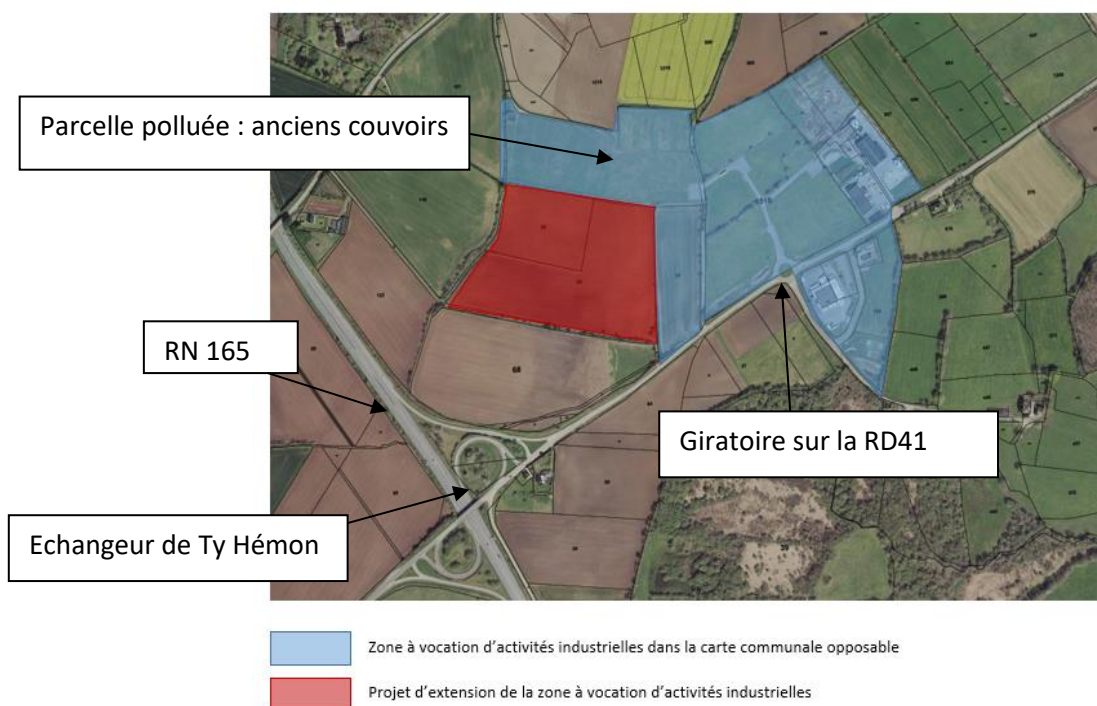 Parcelle polluée : anciens couvoirs
RN 165
Giratoire sur la RD41
Echangeur de Ty Hémon
Zone à vocation d'activités industrielles dans la carte communale opposable
Projet d'extension de la zone à vocation d'activités industrielles